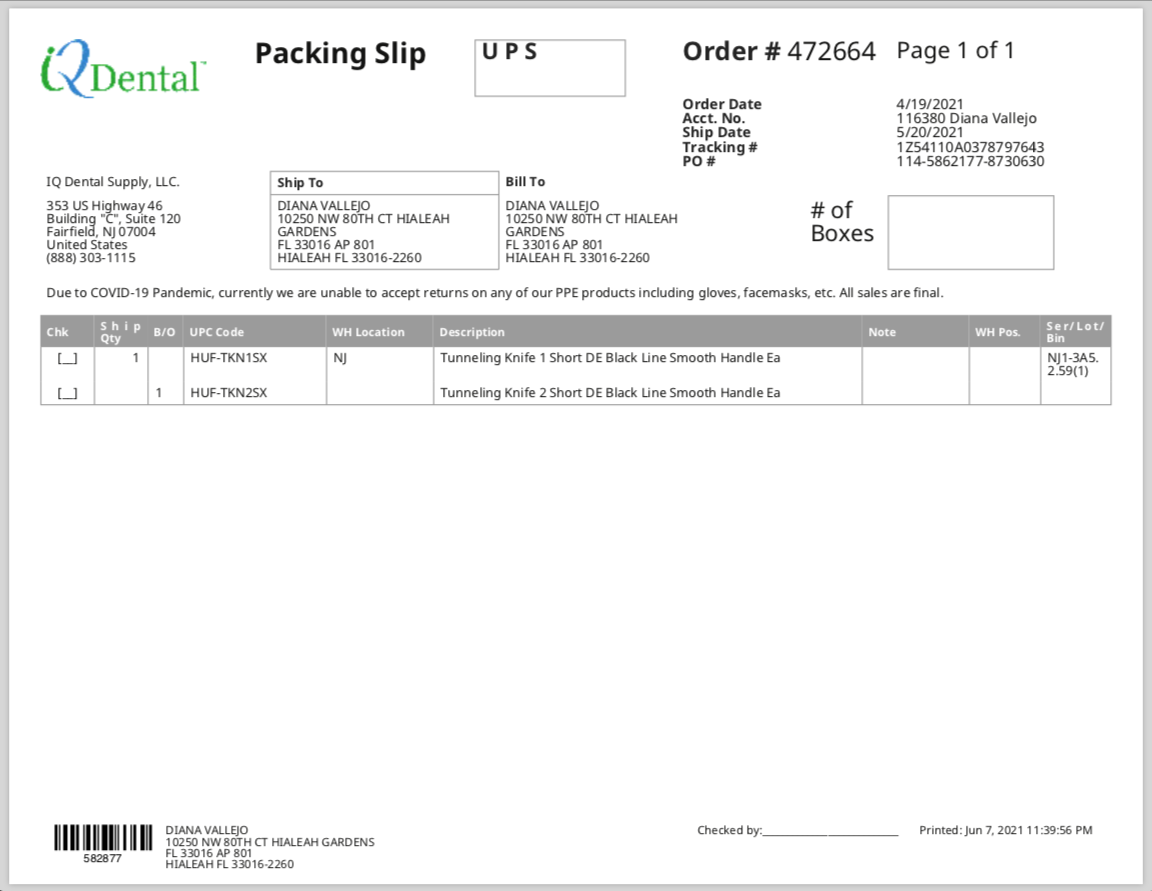 iQDental™
Packing Slip
UPS
Order # 472664 Page 1 of 1
Order Date 4/19/2021
Acct. No. 116380 Diana Vallejo
Ship Date 5/20/2021
Tracking # 1Z54110A0378797643
PO # 114-5862177-8730630
IQ Dental Supply, LLC.
353 US Highway 46
Building "C", Suite 120
Fairfield, NJ 07004
United States
(888) 303-1115
Ship To
DIANA VALLEJO
10250 NW 80TH CT HIALEAH
GARDENS
FL 33016 AP 801
HIALEAH FL 33016-2260
Bill To
DIANA VALLEJO
10250 NW 80TH CT HIALEAH
GARDENS
FL 33016 AP 801
HIALEAH FL 33016-2260
# of
Boxes
Due to COVID-19 Pandemic, currently we are unable to accept returns on any of our PPE products including gloves, facemasks, etc. All sales are final.
Chk Ship Qty B/O UPC Code WH Location Description Note WH Pos. Ser/Lot/ Bin
[__] 1 HUF-TKN1SX NJ Tunneling Knife 1 Short DE Black Line Smooth Handle Ea NJ1-3A5.
2.59(1)
[__] 1 HUF-TKN2SX Tunneling Knife 2 Short DE Black Line Smooth Handle Ea
582877
DIANA VALLEJO
10250 NW 80TH CT HIALEAH GARDENS
FL 33016 AP 801
HIALEAH FL 33016-2260
Checked by:______________________
Printed: Jun 7, 2021 11:39:56 PM